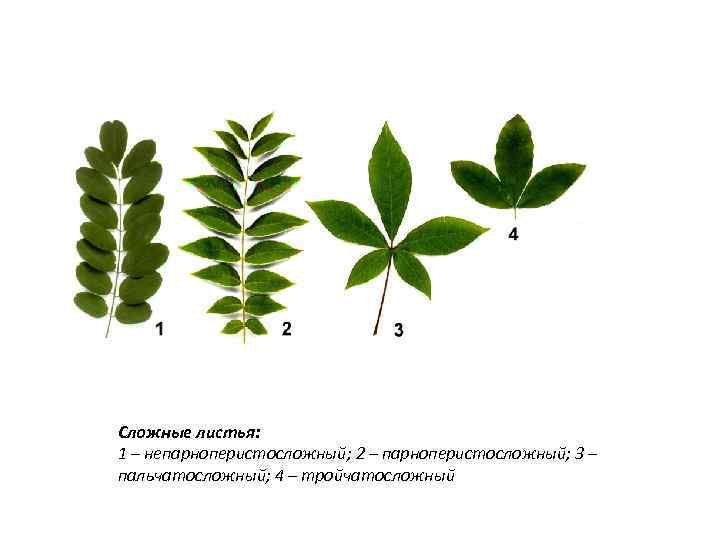 4
1
2
3
Сложные листья:
1 – непарноперистосложный; 2 – парноперистосложный; 3 –
пальчатосложный; 4 – тройчатосложный